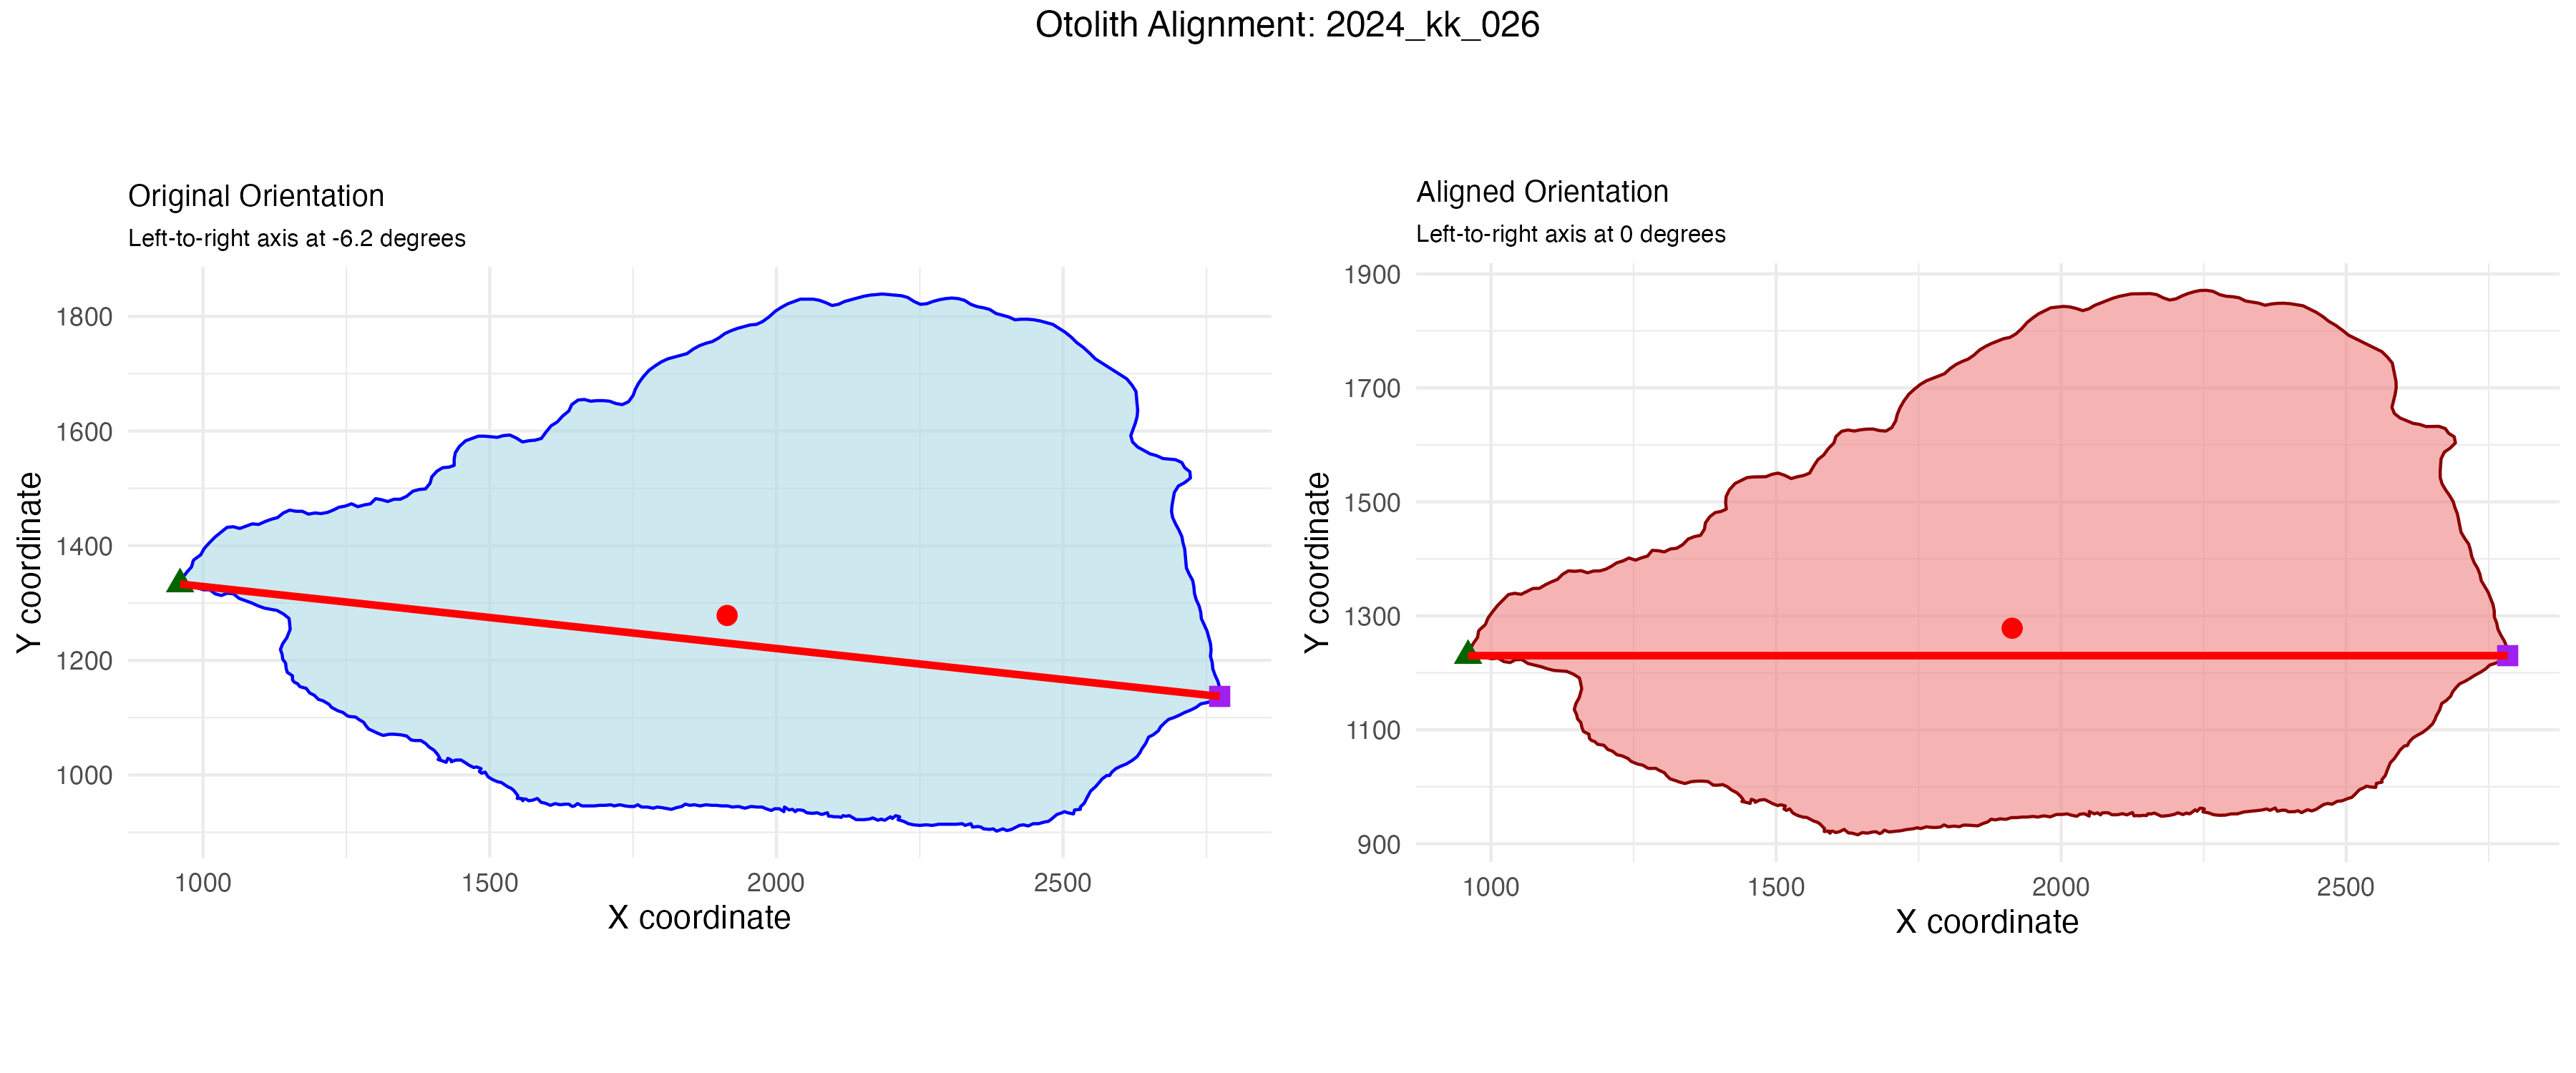 Otolith Alignment: 2024_kk_026
Original Orientation
Left-to-right axis at -6.2 degrees
Y coordinate
1800
1600
1400
1200
1000
1000 1500 2000 2500
X coordinate
Aligned Orientation
Left-to-right axis at 0 degrees
Y coordinate
1900
1700
1500
1300
1100
900
1000 1500 2000 2500
X coordinate